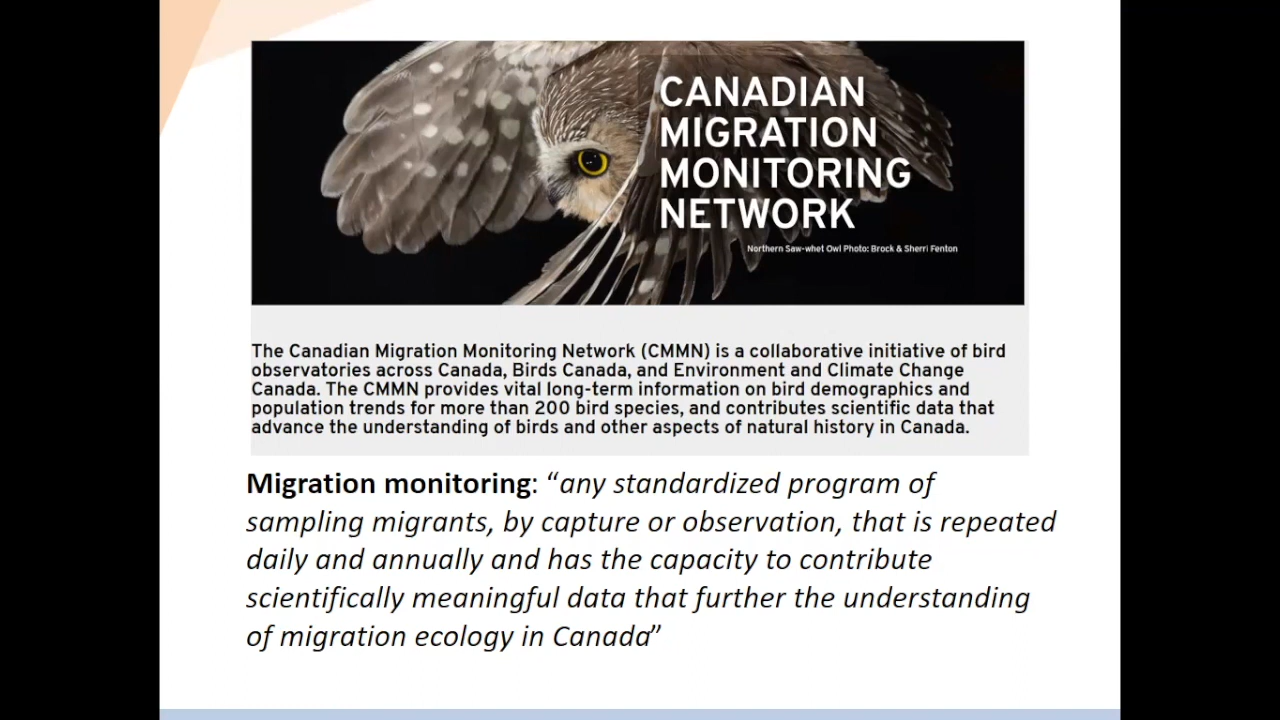 CANADIAN
MIGRATION
MONITORING
NETWORK
Northern Saw-whet Owl Photo: Brock & Sherri Fenton
The Canadian Migration Monitoring Network (CMMN) is a collaborative initiative of bird
observatories across Canada, Birds Canada, and Environment and Climate Change
Canada. The CMMN provides vital long-term information on bird demographics and
population trends for more than 200 bird species, and contributes scientific data that
advance the understanding of birds and other aspects of natural history in Canada.
Migration monitoring: “any standardized program of
sampling migrants, by capture or observation, that is repeated
daily and annually and has the capacity to contribute
scientifically meaningful data that further the understanding
of migration ecology in Canada”